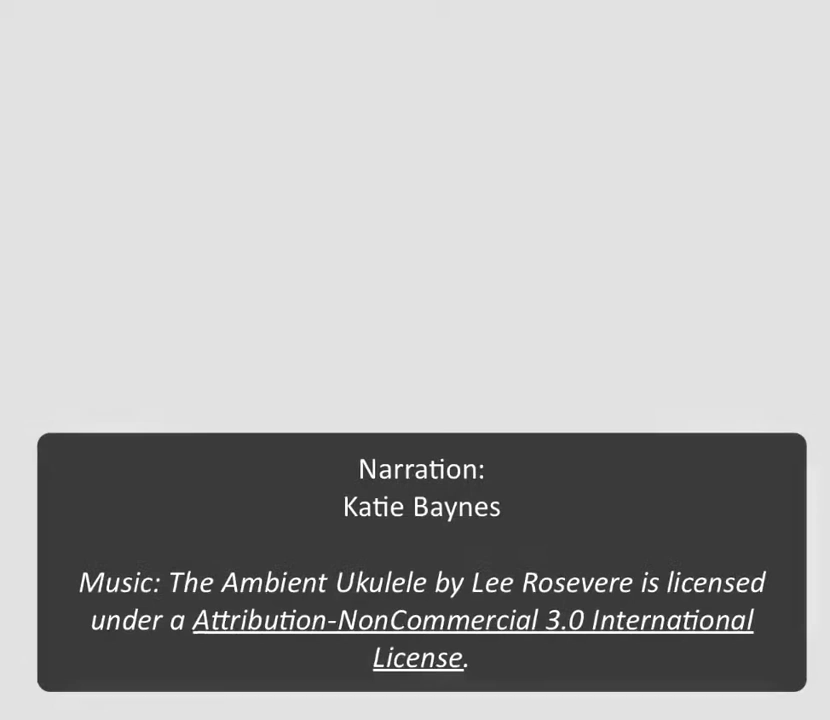 Narration:
Katie Baynes
Music: The Ambient Ukulele by Lee Rosevere is licensed
under a Attribution-NonCommercial 3.0 International
License.